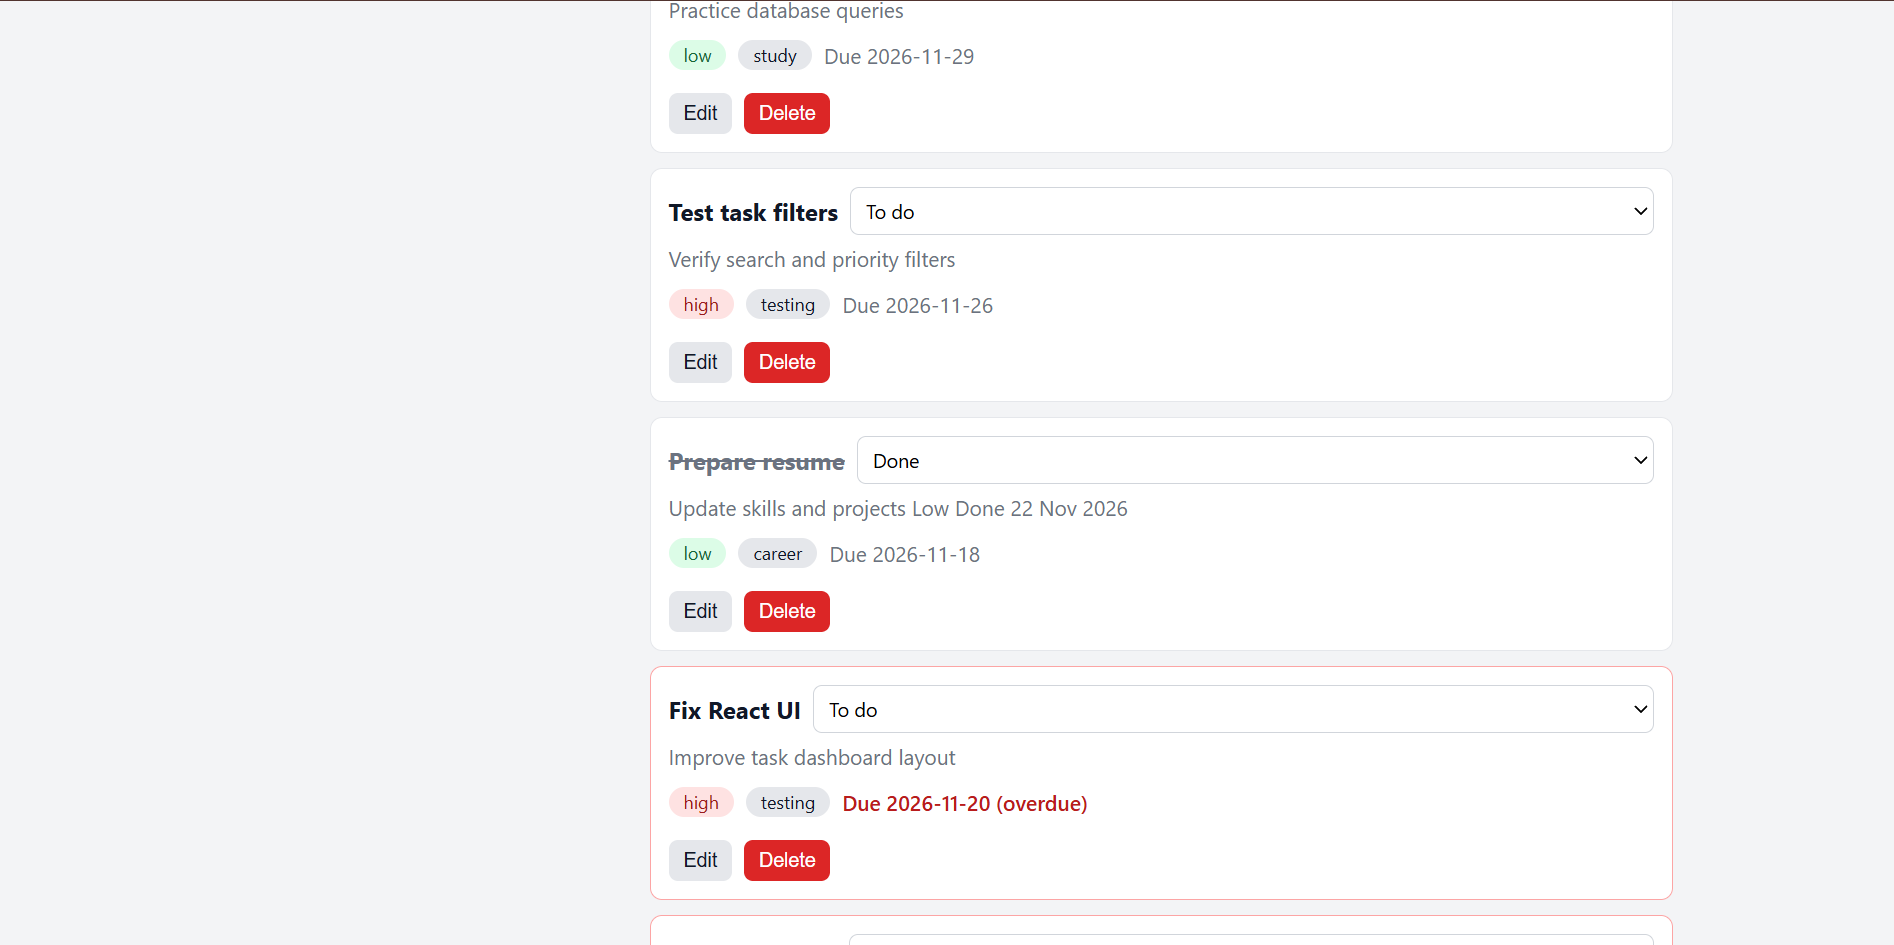 Practice database queries
low study Due 2026-11-29
Edit Delete
Test task filters To do
Verify search and priority filters
high testing Due 2026-11-26
Edit Delete
Prepare resume Done
Update skills and projects Low Done 22 Nov 2026
low career Due 2026-11-18
Edit Delete
Fix React UI To do
Improve task dashboard layout
high testing Due 2026-11-20 (overdue)
Edit Delete